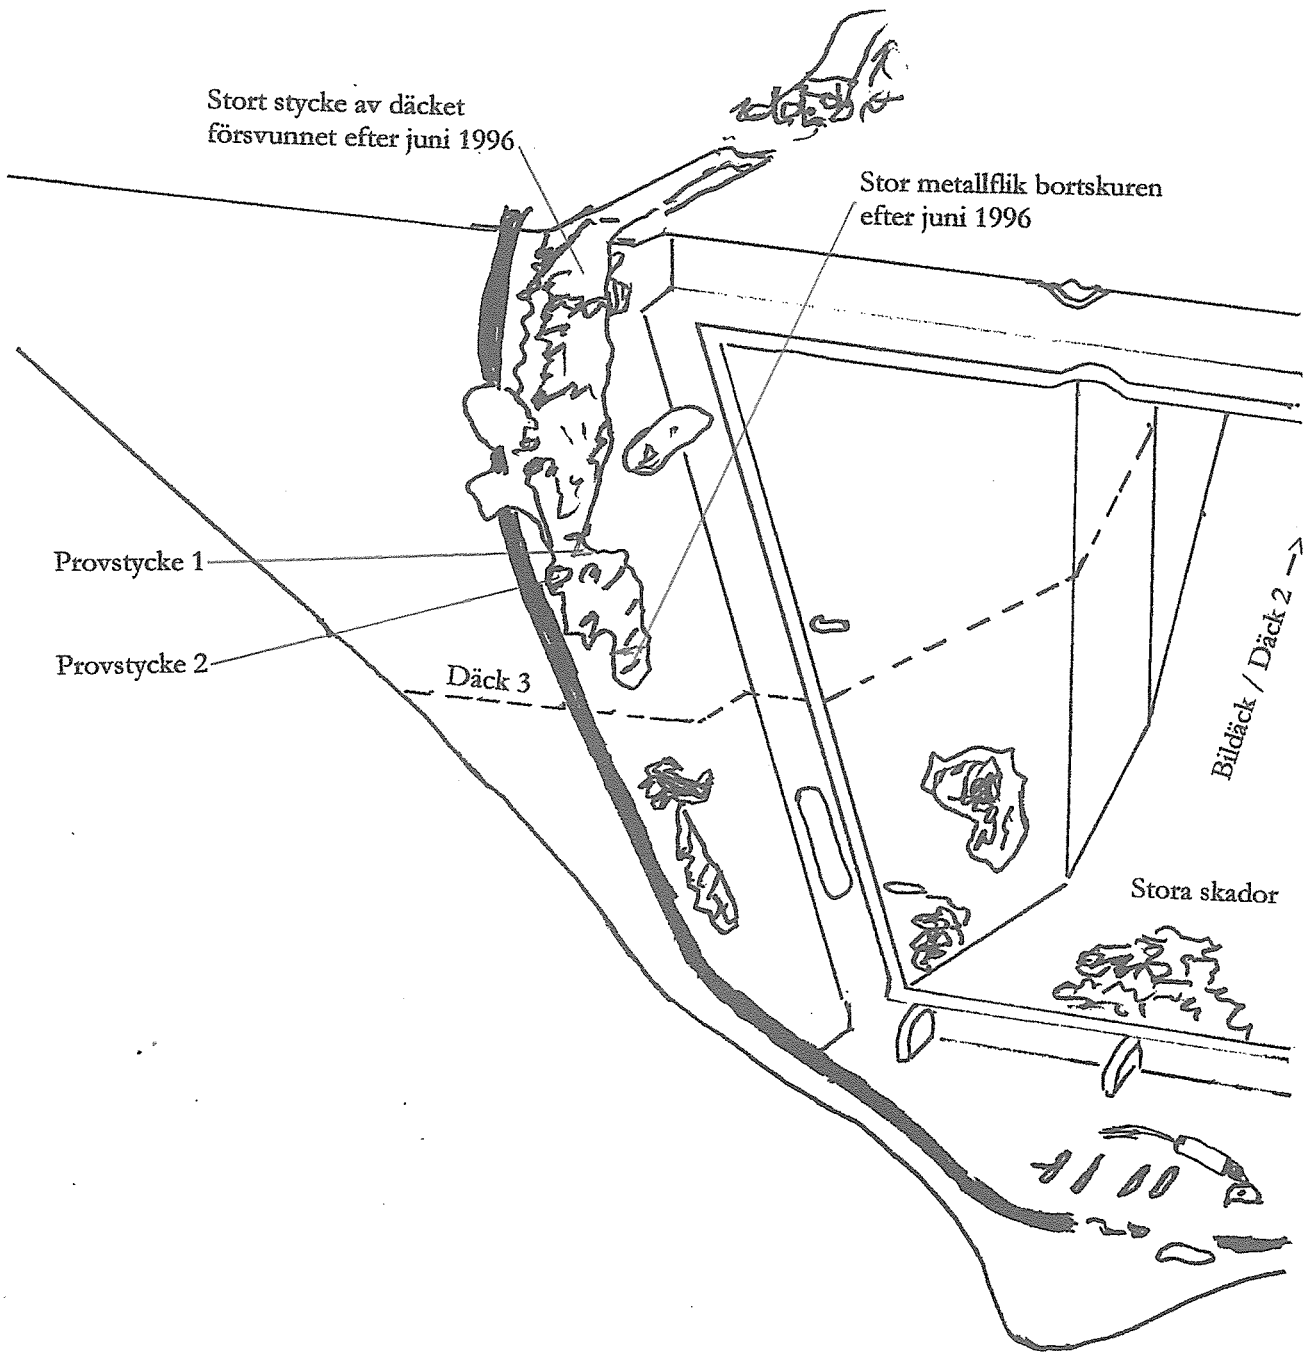 Stort stycke av däcket
försvunnet efter juni 1996
Stor metallflik bortskuren
efter juni 1996
Provstycke 1
Provstycke 2
Däck 3
Bildäck / Däck 2 →
Stora skador